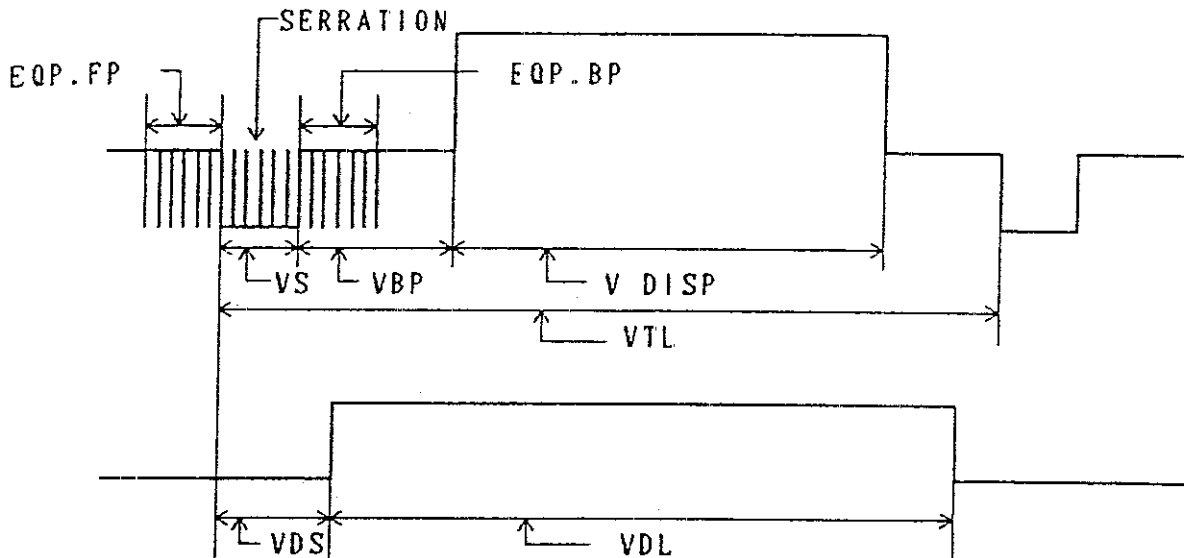 SERRATION
EQP.FP
EQP.BP
VS
VBP
V DISP
VTL
VDS
VDL